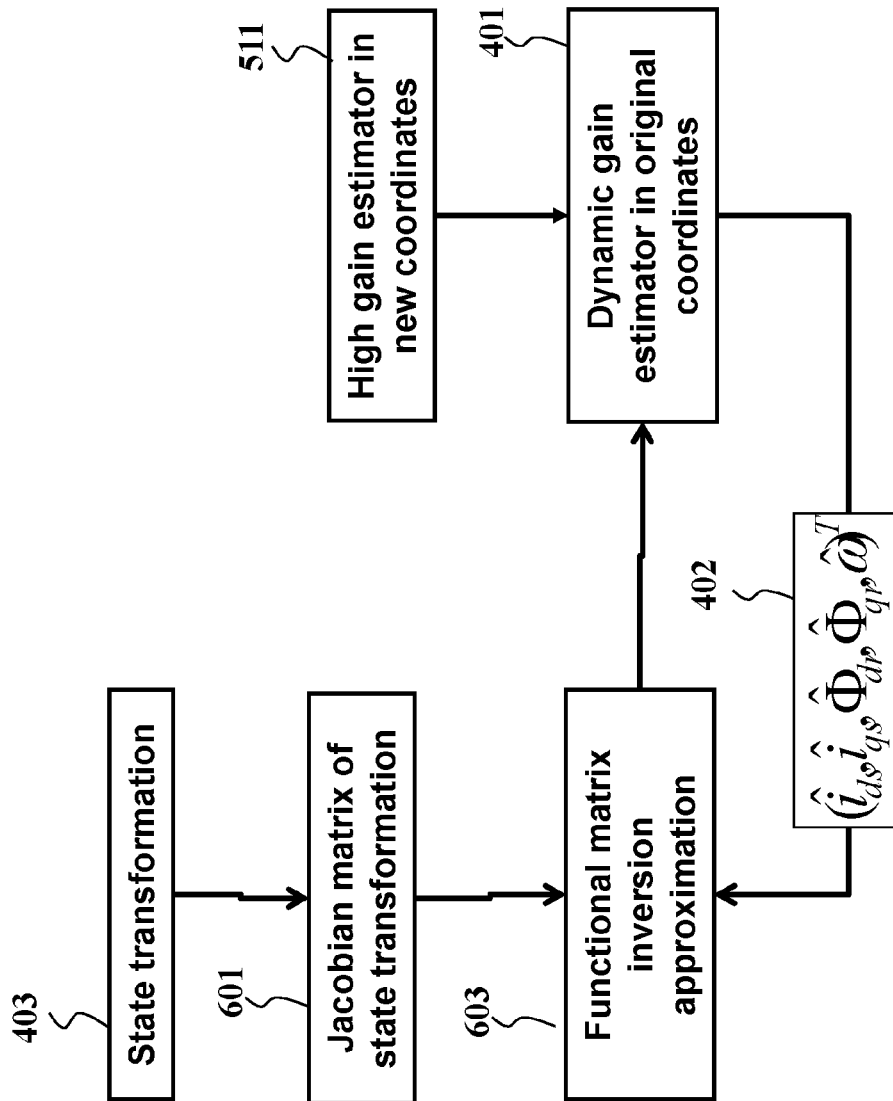 403
State transformation
601
Jacobian matrix of
state transformation
603
Functional matrix
inversion
approximation
511
High gain estimator in
new coordinates
401
Dynamic gain
estimator in original
coordinates
402
(î_ds, î_qs, Φ̂_dr, Φ̂_qr, ω̂)^T